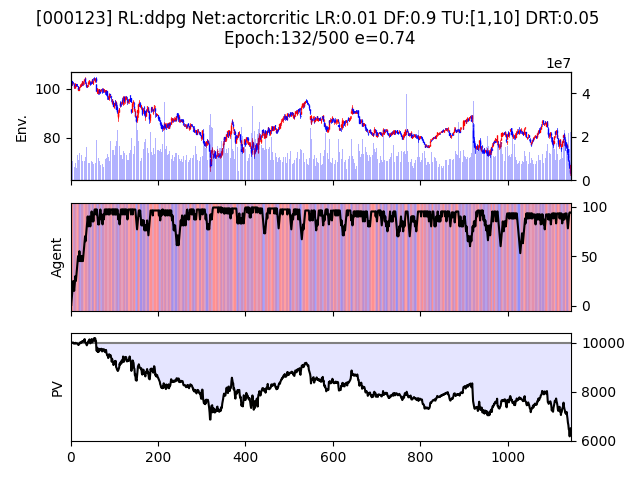 [000123] RL:ddpg Net:actorcritic LR:0.01 DF:0.9 TU:[1,10] DRT:0.05
Epoch:132/500 e=0.74
1e7
100
80
Env.
4
2
0
Agent
100
50
0
PV
10000
8000
6000
0
200
400
600
800
1000